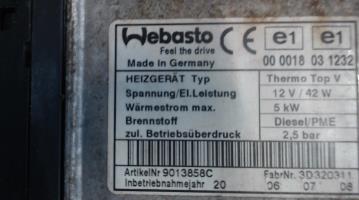 Webasto CE e1 e1
Feel the drive
Made in Germany 00 0018 03 1232
HEIZGERÄT Typ Thermo Top V
Spannung/El.Leistung 12 V / 42 W
Wärmestrom max. 5 kW
Brennstoff Diesel/PME
zul. Betriebsüberdruck 2,5 bar
ArtikelNr 9013858C FabrNr. 3D320311
Inbetriebnahmejahr 20 06 07 08